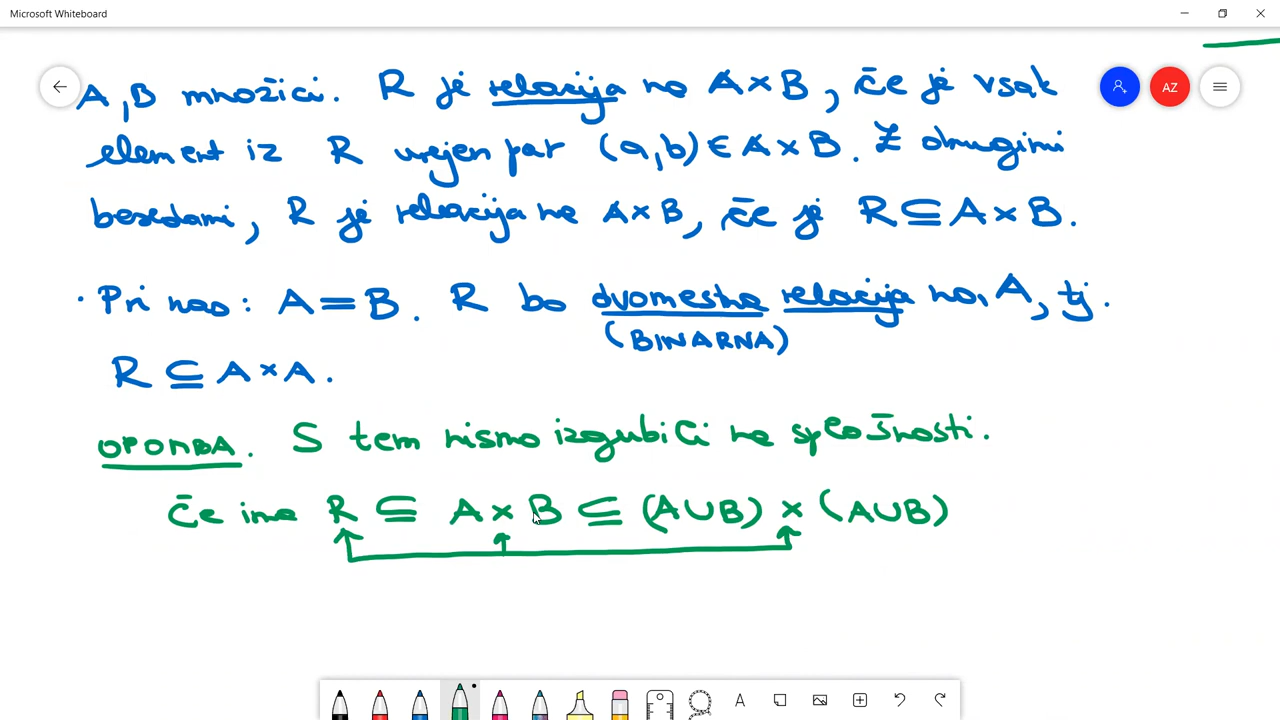 Microsoft Whiteboard
A, B množici. R je relacija na A×B, če je vsak
AZ
element iz R urejen par (a,b)∈A×B. Z drugimi
besedami, R je relacija na A×B, če je R⊆A×B.
• Pri nas: A=B. R bo dvomestna relacija na A, tj.
(BINARNA)
R ⊆ A×A.
OPOMBA. S tem nismo izgubili na splošnosti.
Če ima R ⊆ A×B ⊆ (A∪B)×(A∪B)
A